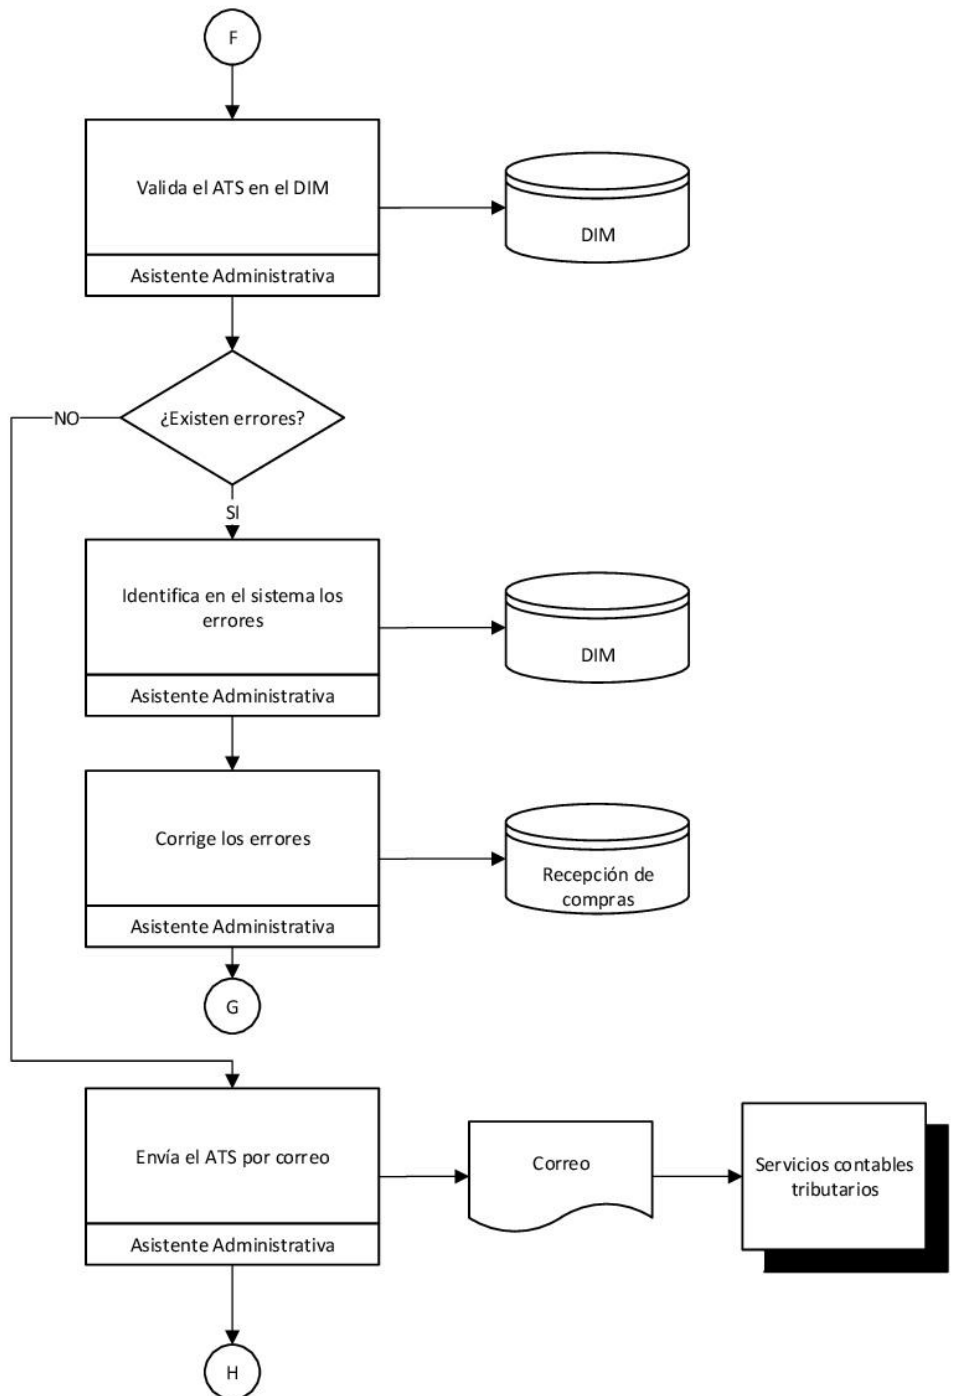 F
Valida el ATS en el DIM
DIM
Asistente Administrativa
NO
¿Existen errores?
SI
Identifica en el sistema los
errores
DIM
Asistente Administrativa
Corrige los errores
Recepción de
compras
Asistente Administrativa
G
Envía el ATS por correo
Correo
Servicios contables
tributarios
Asistente Administrativa
H